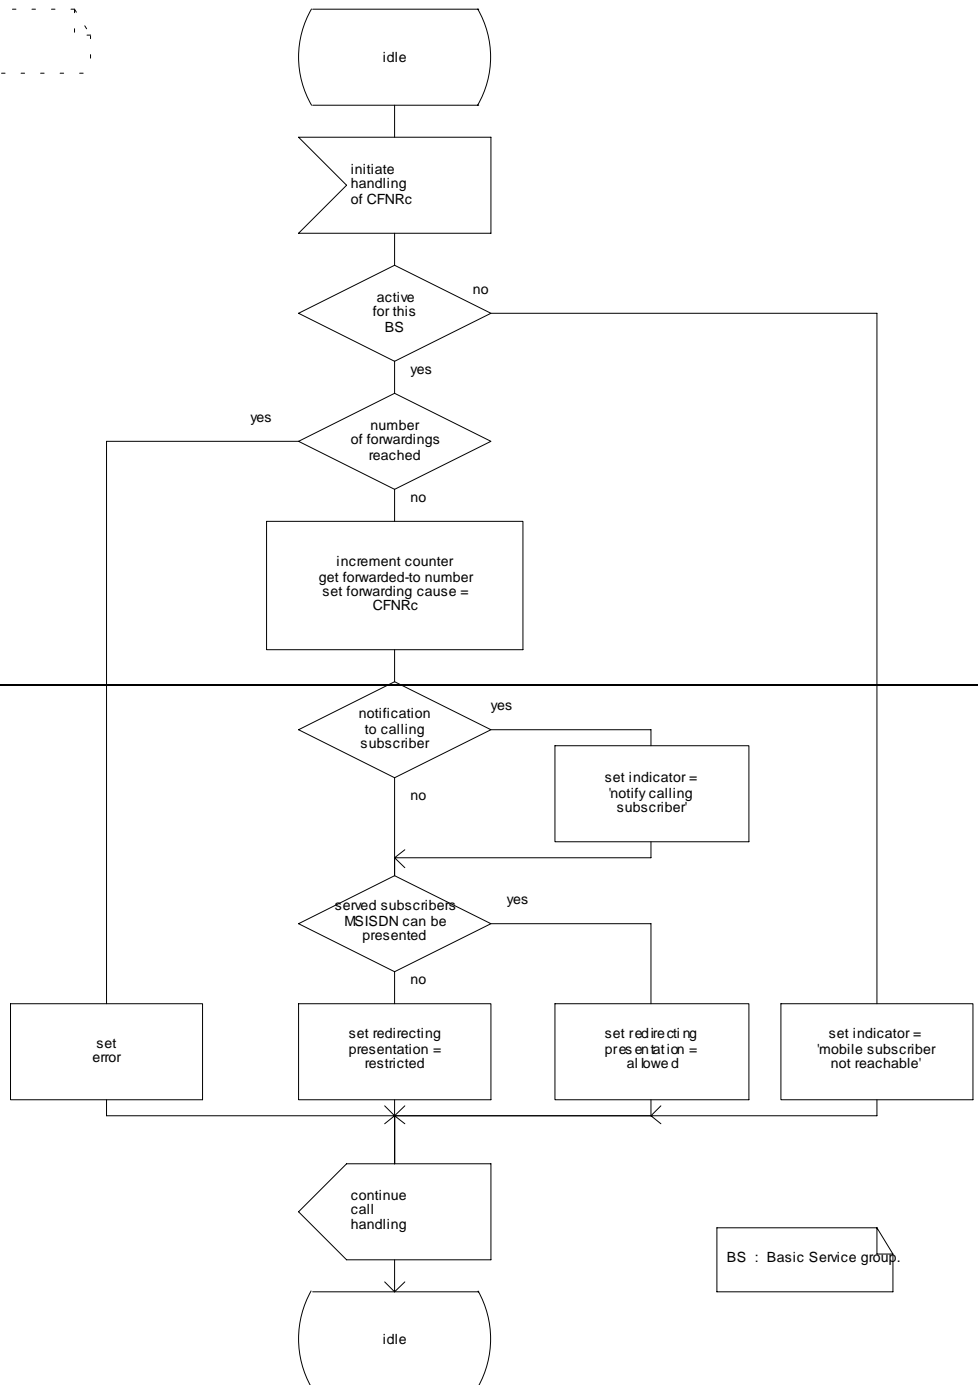 idle
initiate
handling
of CFNRc
active
for this
BS
no
yes
number
of forwardings
reached
yes
no
increment counter
get forwarded-to number
set forwarding cause =
CFNRc
notification
to calling
subscriber
yes
set indicator =
'notify calling
subscriber'
no
served subscribers
MSISDN can be
presented
yes
no
set
error
set redirecting
presentation =
restricted
set redirecting
presentation =
allowed
set indicator =
'mobile subscriber
not reachable'
continue
call
handling
BS : Basic Service group.
idle